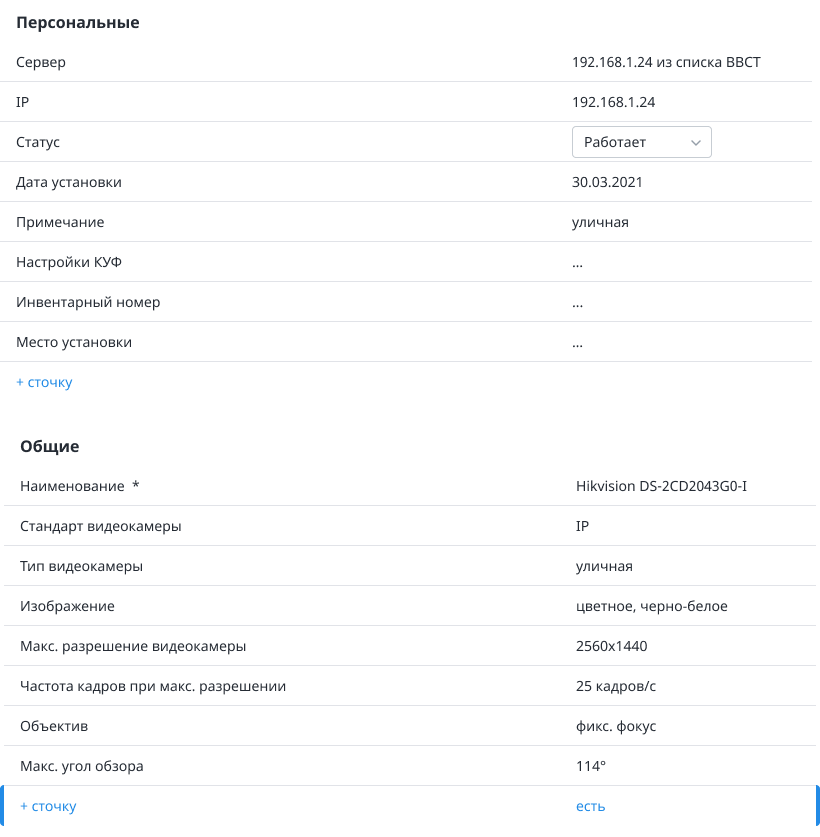 Персональные
Сервер 192.168.1.24 из списка ВВСТ
IP 192.168.1.24
Статус Работает
Дата установки 30.03.2021
Примечание уличная
Настройки КУФ ...
Инвентарный номер ...
Место установки ...
+ сточку
Общие
Наименование * Hikvision DS-2CD2043G0-I
Стандарт видеокамеры IP
Тип видеокамеры уличная
Изображение цветное, черно-белое
Макс. разрешение видеокамеры 2560x1440
Частота кадров при макс. разрешении 25 кадров/с
Объектив фикс. фокус
Макс. угол обзора 114°
+ сточку есть